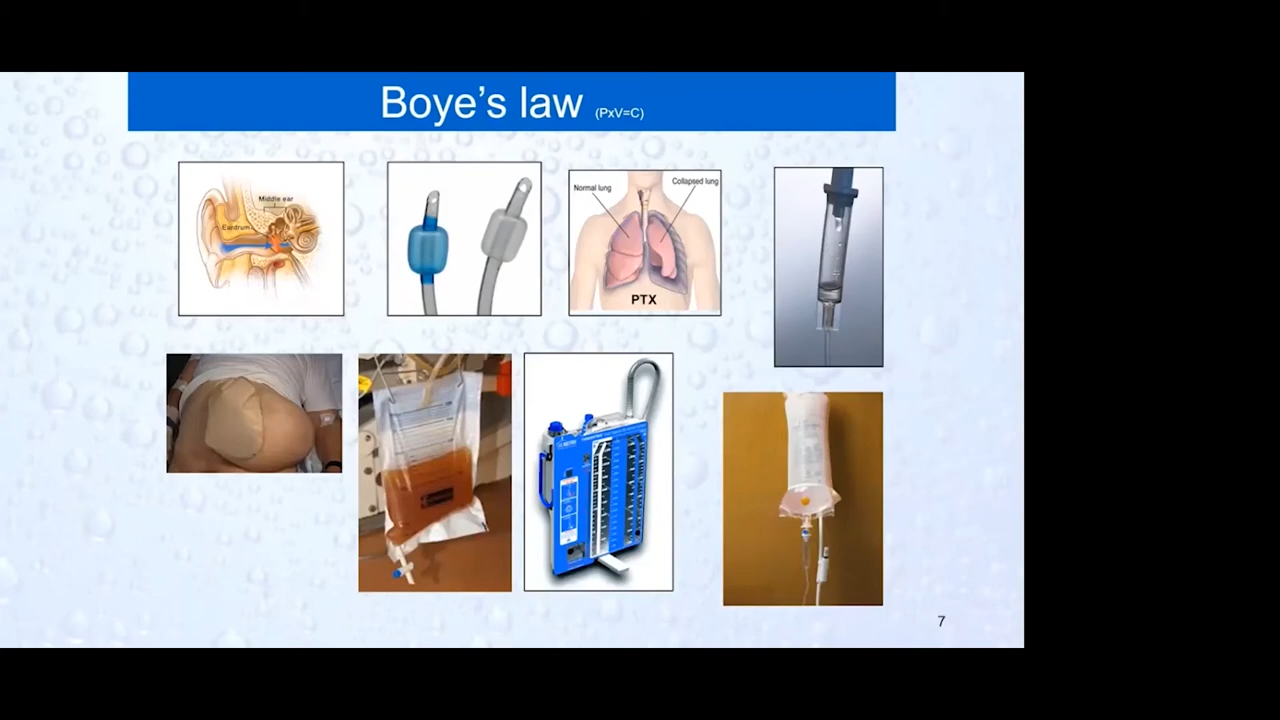 Boye's law (PxV=C)
Middle ear
Eardrum
Normal lung
Collapsed lung
PTX
7